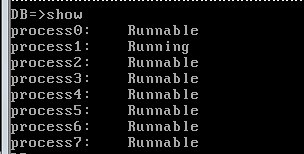 DB=>show
process0:    Runnable
process1:    Running
process2:    Runnable
process3:    Runnable
process4:    Runnable
process5:    Runnable
process6:    Runnable
process7:    Runnable